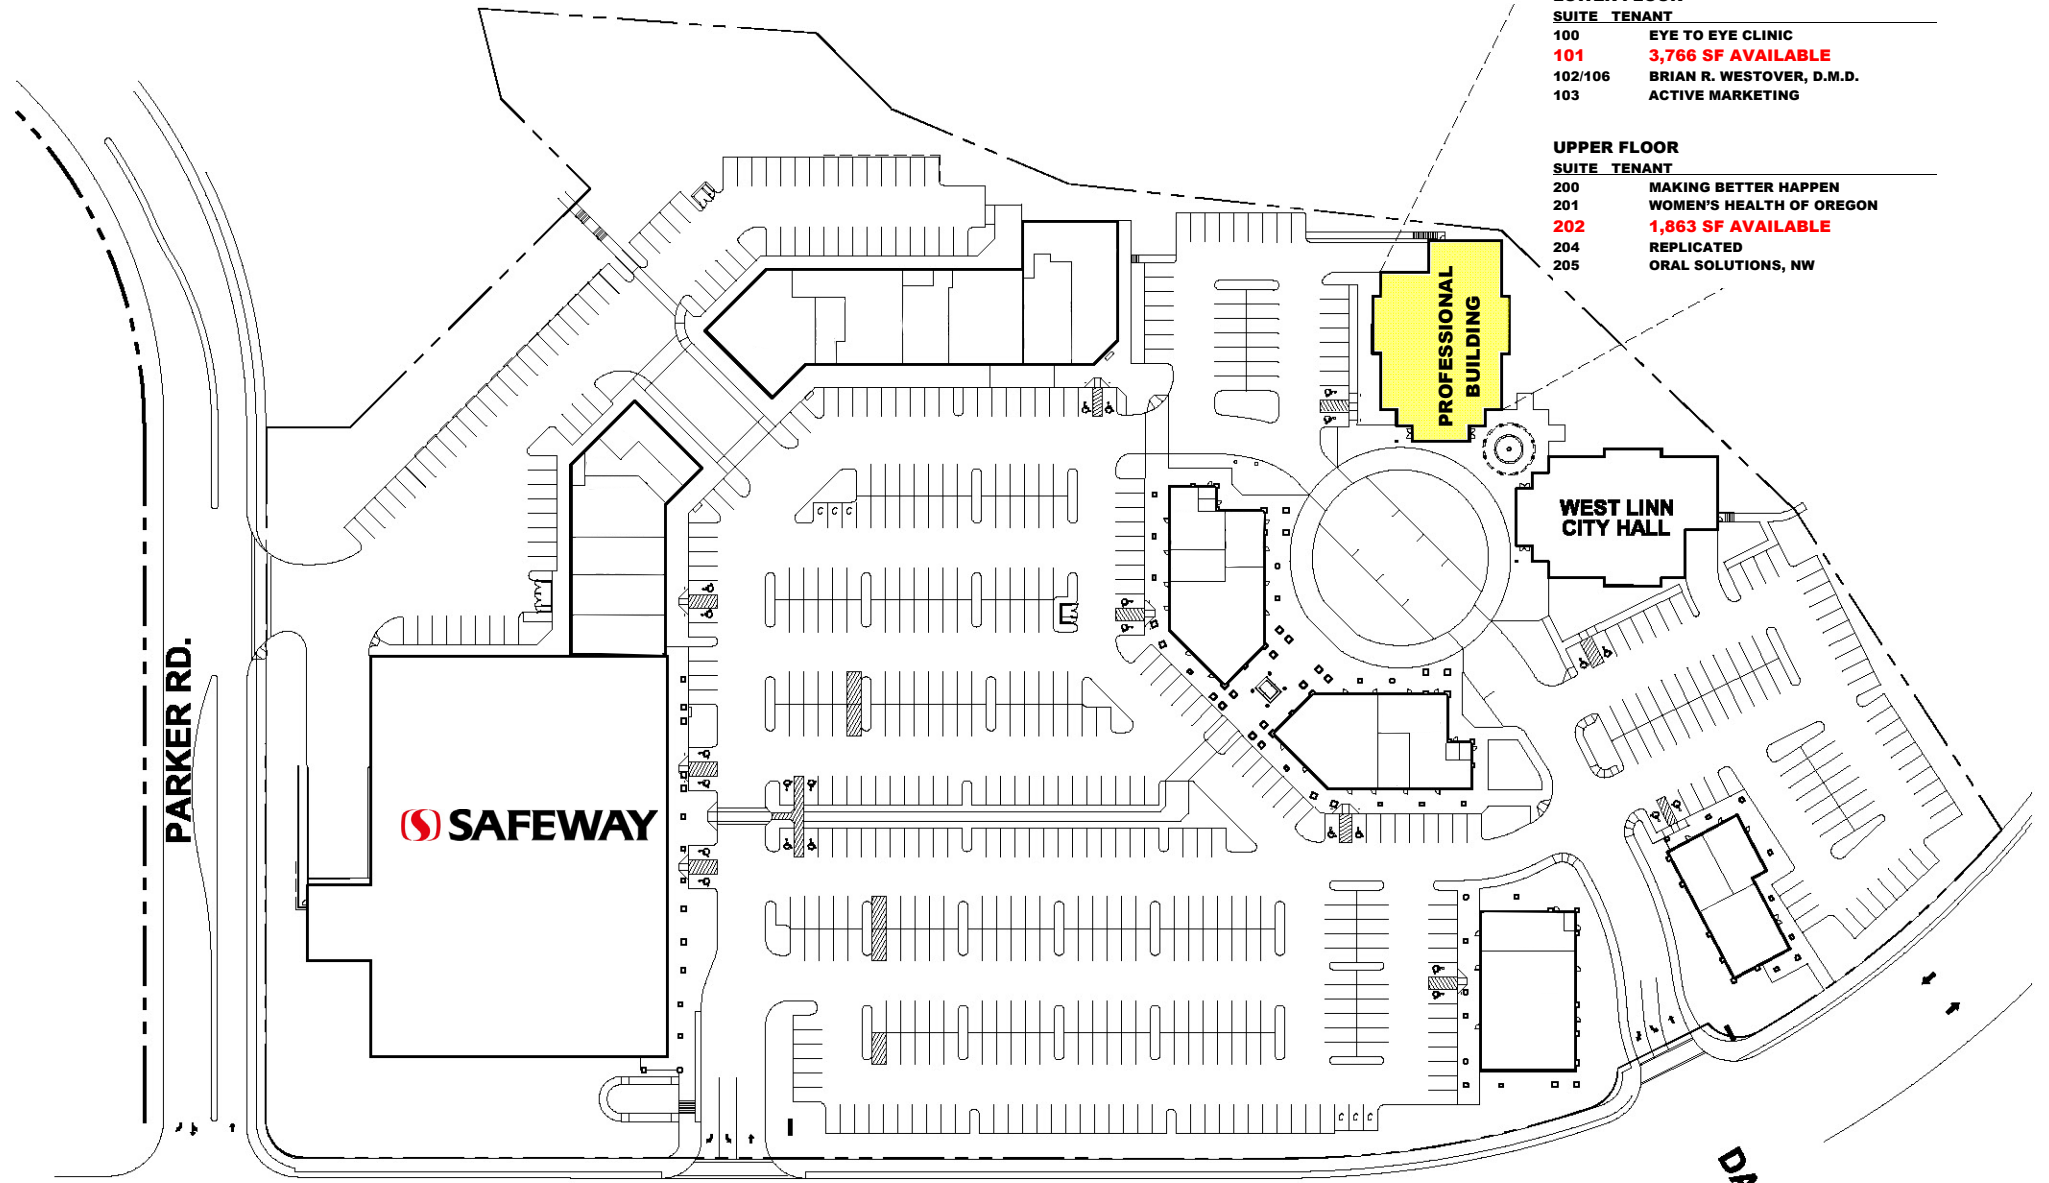 SUITE TENANT
100 EYE TO EYE CLINIC
101 3,766 SF AVAILABLE
102/106 BRIAN R. WESTOVER, D.M.D.
103 ACTIVE MARKETING
UPPER FLOOR
SUITE TENANT
200 MAKING BETTER HAPPEN
201 WOMEN'S HEALTH OF OREGON
202 1,863 SF AVAILABLE
204 REPLICATED
205 ORAL SOLUTIONS, NW
PROFESSIONAL
BUILDING
WEST LINN
CITY HALL
C C C
PARKER RD.
SAFEWAY
C C C